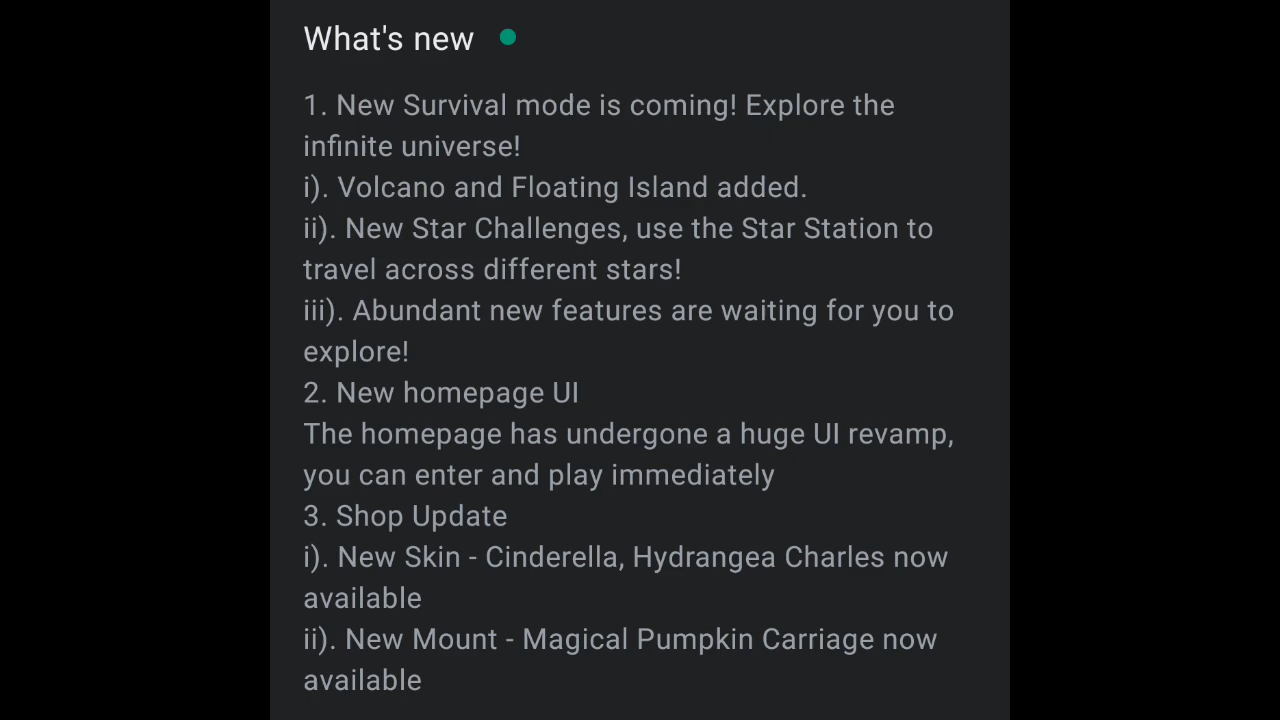 What's new
1. New Survival mode is coming! Explore the
infinite universe!
i). Volcano and Floating Island added.
ii). New Star Challenges, use the Star Station to
travel across different stars!
iii). Abundant new features are waiting for you to
explore!
2. New homepage UI
The homepage has undergone a huge UI revamp,
you can enter and play immediately
3. Shop Update
i). New Skin - Cinderella, Hydrangea Charles now
available
ii). New Mount - Magical Pumpkin Carriage now
available